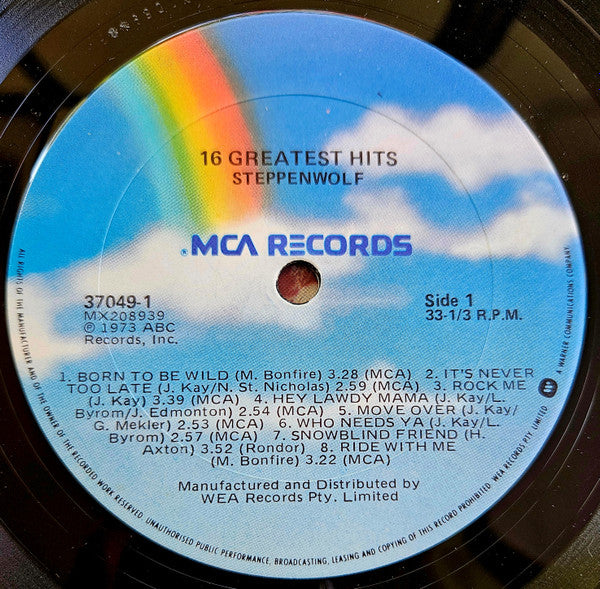 16 GREATEST HITS
STEPPENWOLF
®MCA RECORDS
37049-1
MX208939
℗ 1973 ABC
Records, Inc.
Side 1
33-1/3 R.P.M.
1. BORN TO BE WILD (M. Bonfire) 3.28 (MCA) 2. IT'S NEVER
TOO LATE (J. Kay/N. St. Nicholas) 2.59 (MCA) 3. ROCK ME
(J. Kay) 3.39 (MCA) 4. HEY LAWDY MAMA (J. Kay/L.
Byrom/J. Edmonton) 2.54 (MCA) 5. MOVE OVER (J. Kay/
G. Mekler) 2.53 (MCA) 6. WHO NEEDS YA (J. Kay/L.
Byrom) 2.57 (MCA) 7. SNOWBLIND FRIEND (H.
Axton) 3.52 (Rondor) 8. RIDE WITH ME
(M. Bonfire) 3.22 (MCA)
Manufactured and Distributed by
WEA Records Pty. Limited
ALL RIGHTS OF THE MANUFACTURER AND OF THE OWNER OF THE RECORDED WORK RESERVED. UNAUTHORISED PUBLIC PERFORMANCE, BROADCASTING, LEASING AND COPYING OF THIS RECORD PROHIBITED. WEA RECORDS PTY. LIMITED
A WARNER COMMUNICATIONS COMPANY.